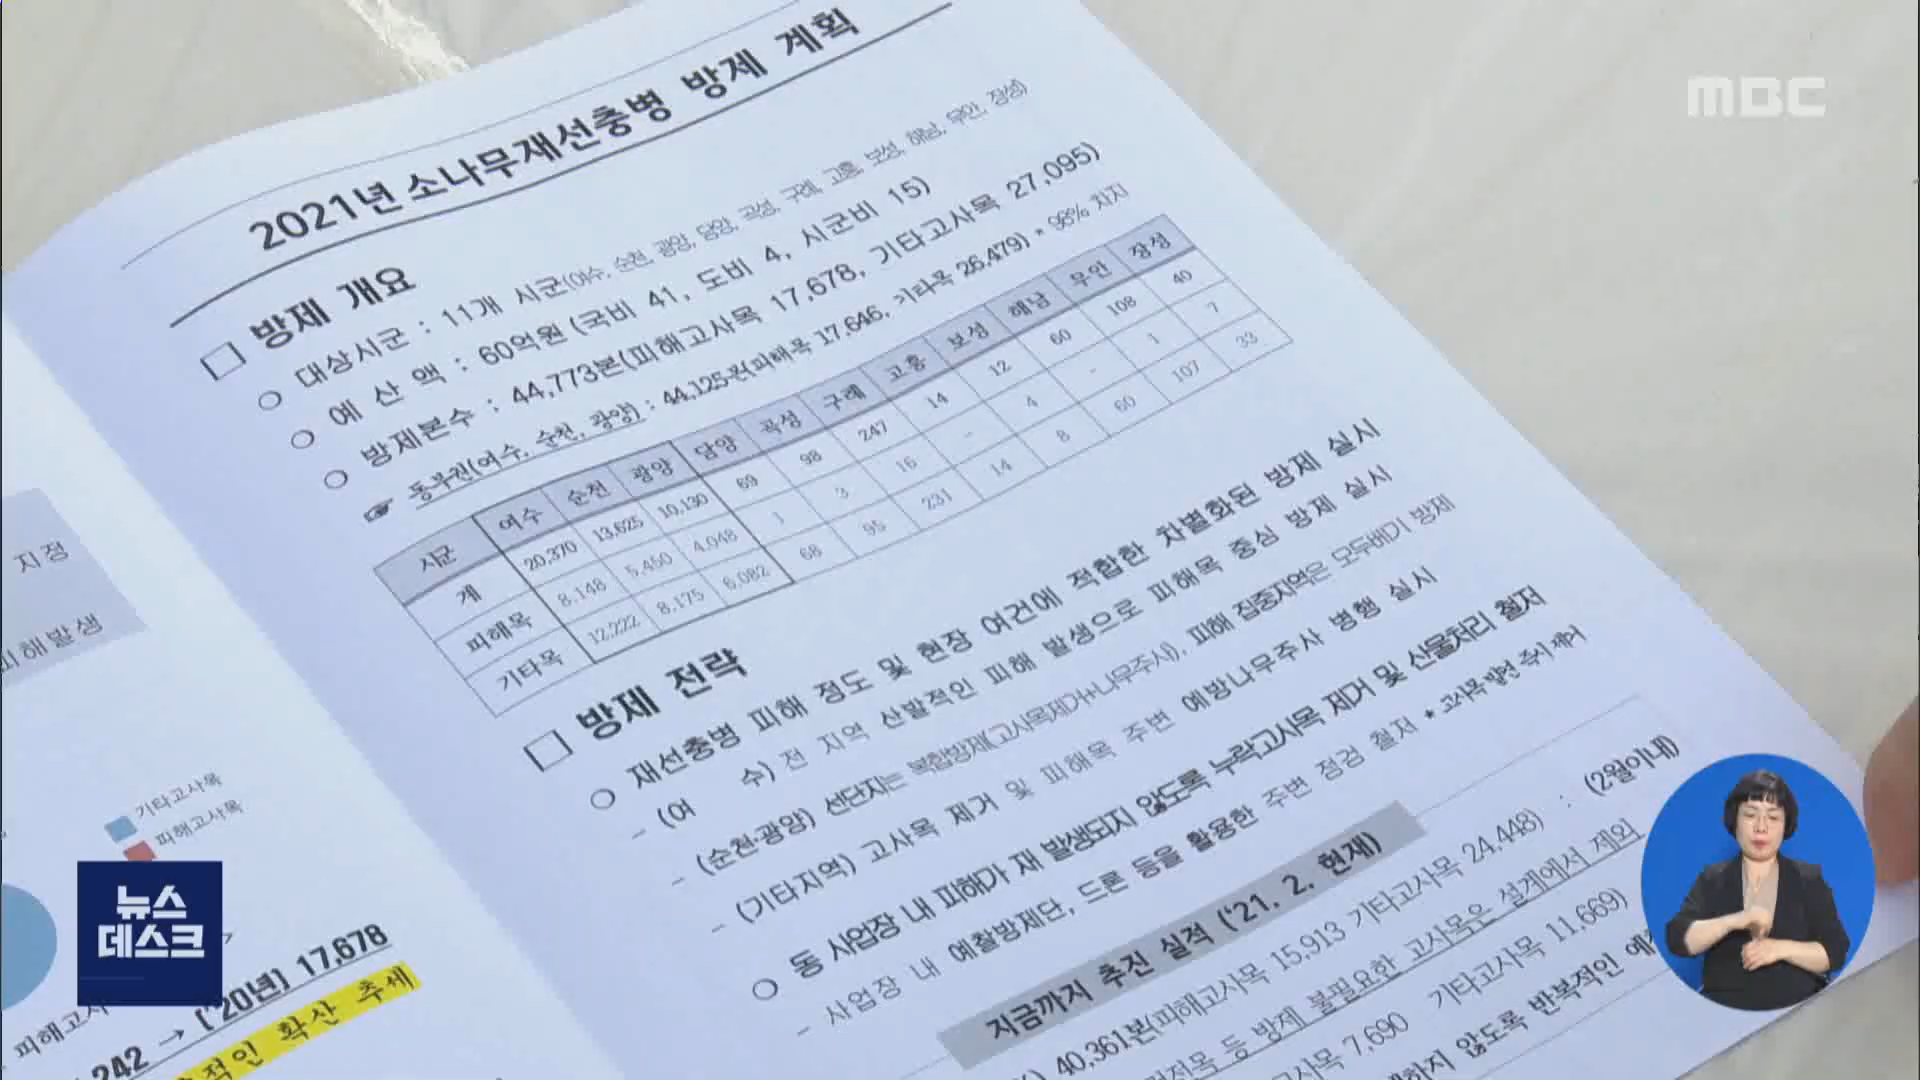 MBC
2021년 소나무재선충병 방제 계획
□ 방제 개요
○ 대상시군 : 11개 시군(여수, 순천, 광양, 담양, 곡성, 구례, 고흥, 보성, 해남, 무안, 장성)
○ 예 산 액 : 60억원(국비 41, 도비 4, 시군비 15)
○ 방제본수 : 44,773본(피해고사목 17,678, 기타고사목 27,095)
☞ 동부권(여수, 순천, 광양) : 44,125본(피해목 17,646, 기타목 26,479) * 98% 차지
시군 여수 순천 광양 담양 곡성 구례 고흥 보성 해남 무안 장성
계 20,370 13,625 10,130 69 98 247 14 12 60 108 40
피해목 8,148 5,450 4,048 1 3 16 - 4 - 1 7
기타목 12,222 8,175 6,082 68 95 231 14 8 60 107 33
□ 방제 전략
○ 재선충병 피해 정도 및 현장 여건에 적합한 차별화된 방제 실시
- (여 수) 전 지역 산발적인 피해 발생으로 피해목 중심 방제 실시
- (순천·광양) 선단지는 복합방제(고사목제거+나무주사), 피해 집중지역은 모두베기 방제
- (기타지역) 고사목 제거 및 피해목 주변 예방나무주사 병행 실시
○ 동 사업장 내 피해가 재 발생되지 않도록 누락고사목 제거 및 산물처리 철저
- 사업장 내 예찰방제단, 드론 등을 활용한 주변 점검 철저 * 고사목 발견 즉시 제거
지금까지 추진 실적 ('21. 2. 현재)
40,361본(피해고사목 15,913 기타고사목 24,448) : (2월이내)
등 방제 불필요한 고사목은 설계에서 제외
7,690 기타고사목 11,669)
않도록 반복적인
지정
피해발생
기타고사목
피해고사목
242 → ('20년) 17,678
확산 추세
뉴스
데스크